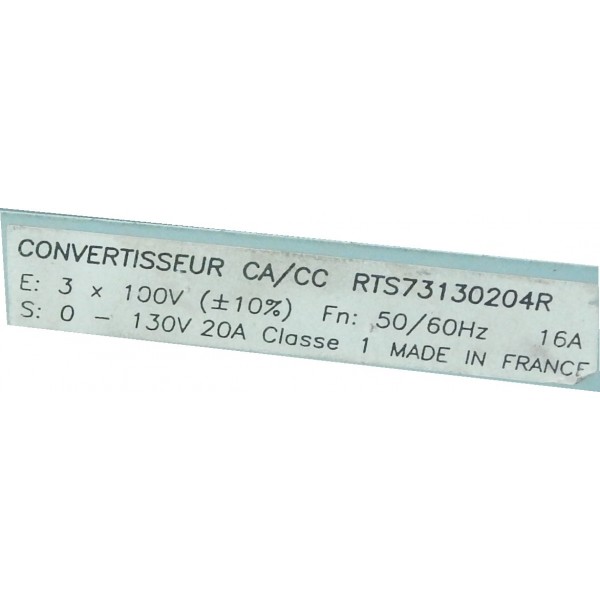 CONVERTISSEUR CA/CC RTS73130204R
E: 3 x 100V (±10%) Fn: 50/60Hz 16A
S: 0 - 130V 20A Classe 1 MADE IN FRANCE